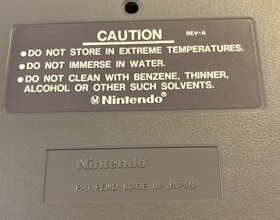 CAUTION REV-A
•DO NOT STORE IN EXTREME TEMPERATURES.
•DO NOT IMMERSE IN WATER.
•DO NOT CLEAN WITH BENZENE, THINNER,
ALCOHOL OR OTHER SUCH SOLVENTS.
Ⓜ Nintendo®
Nintendo®
PAT. PEND. MADE IN JAPAN